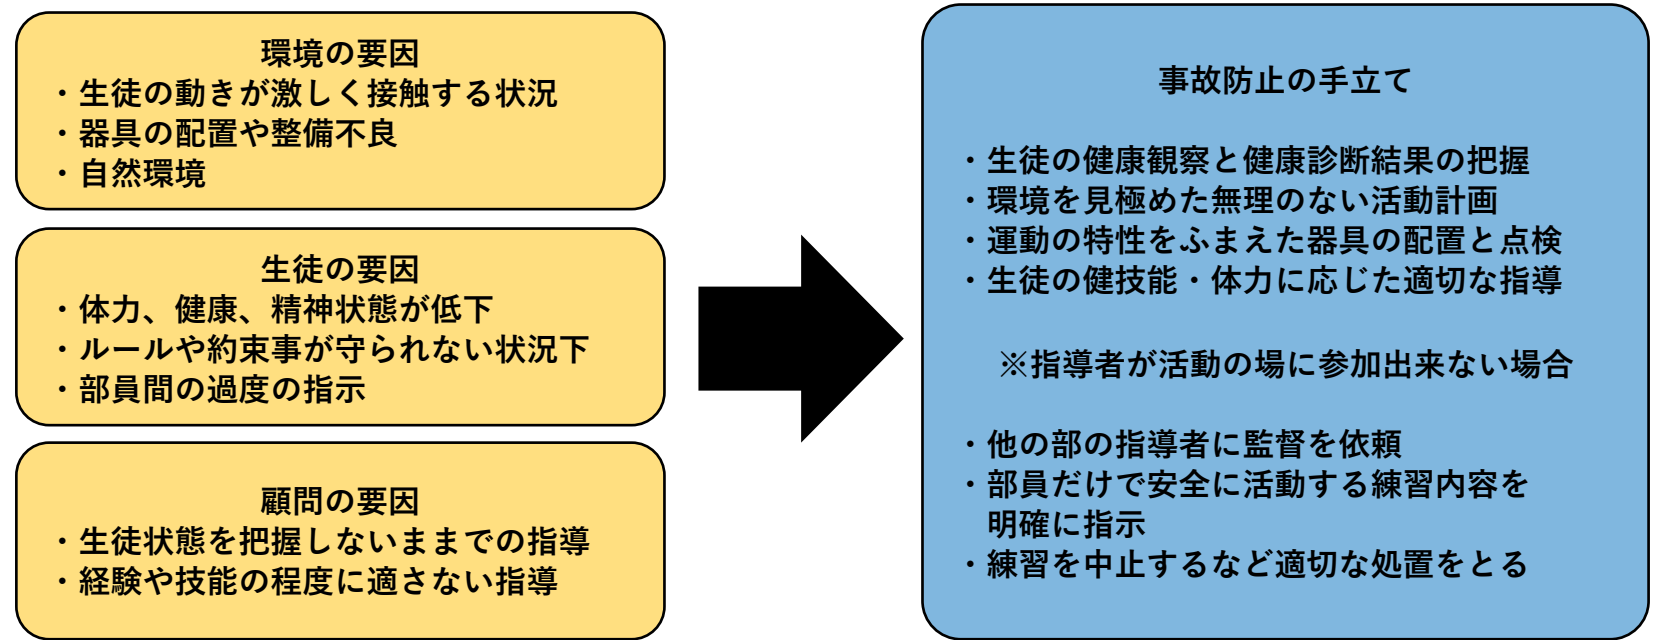 環境の要因
・生徒の動きが激しく接触する状況
・器具の配置や整備不良
・自然環境
生徒の要因
・体力、健康、精神状態が低下
・ルールや約束事が守られない状況下
・部員間の過度の指示
顧問の要因
・生徒状態を把握しないままでの指導
・経験や技能の程度に適さない指導
事故防止の手立て
・生徒の健康観察と健康診断結果の把握
・環境を見極めた無理のない活動計画
・運動の特性をふまえた器具の配置と点検
・生徒の健技能・体力に応じた適切な指導
※指導者が活動の場に参加出来ない場合
・他の部の指導者に監督を依頼
・部員だけで安全に活動する練習内容を
明確に指示
・練習を中止するなど適切な処置をとる